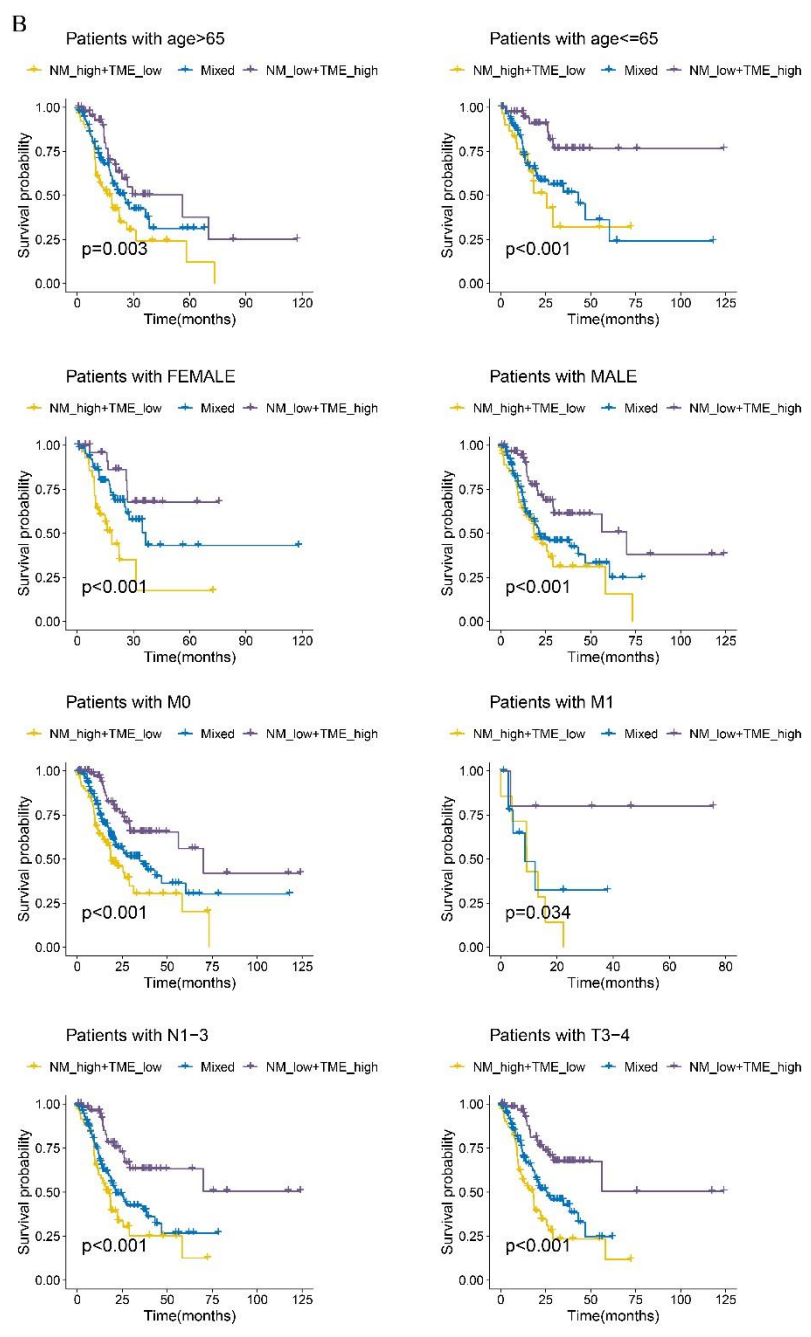 B
Patients with age>65
NM_high+TME_low Mixed NM_low+TME_high
Survival probability
1.00
0.75
0.50
0.25
0.00
p=0.003
0 30 60 90 120
Time(months)
Patients with age<=65
NM_high+TME_low Mixed NM_low+TME_high
Survival probability
1.00
0.75
0.50
0.25
0.00
p<0.001
0 25 50 75 100 125
Time(months)
Patients with FEMALE
NM_high+TME_low Mixed NM_low+TME_high
Survival probability
1.00
0.75
0.50
0.25
0.00
p<0.001
0 30 60 90 120
Time(months)
Patients with MALE
NM_high+TME_low Mixed NM_low+TME_high
Survival probability
1.00
0.75
0.50
0.25
0.00
p<0.001
0 25 50 75 100 125
Time(months)
Patients with M0
NM_high+TME_low Mixed NM_low+TME_high
Survival probability
1.00
0.75
0.50
0.25
0.00
p<0.001
0 25 50 75 100 125
Time(months)
Patients with M1
NM_high+TME_low Mixed NM_low+TME_high
Survival probability
1.00
0.75
0.50
0.25
0.00
p=0.034
0 20 40 60 80
Time(months)
Patients with N1−3
NM_high+TME_low Mixed NM_low+TME_high
Survival probability
1.00
0.75
0.50
0.25
0.00
p<0.001
0 25 50 75 100 125
Time(months)
Patients with T3−4
NM_high+TME_low Mixed NM_low+TME_high
Survival probability
1.00
0.75
0.50
0.25
0.00
p<0.001
0 25 50 75 100 125
Time(months)